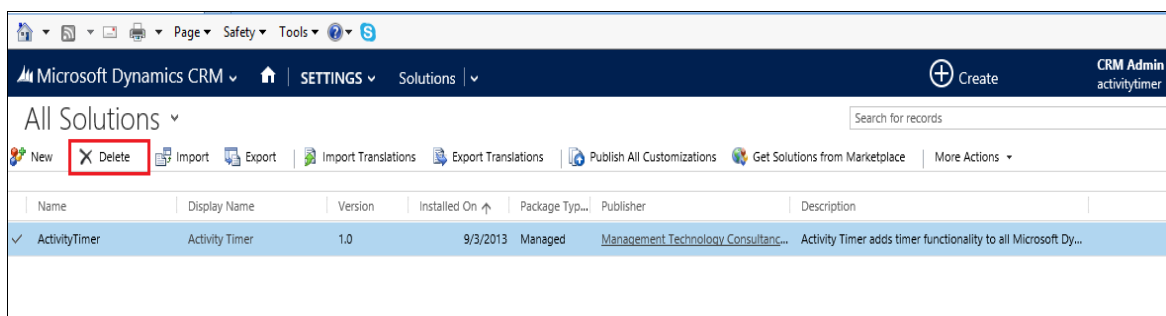 Page Safety Tools
Microsoft Dynamics CRM SETTINGS Solutions Create CRM Admin
activitytimer
All Solutions Search for records
New Delete Import Export Import Translations Export Translations Publish All Customizations Get Solutions from Marketplace More Actions
Name Display Name Version Installed On Package Typ... Publisher Description
ActivityTimer Activity Timer 1.0 9/3/2013 Managed Management Technology Consultanc... Activity Timer adds timer functionality to all Microsoft Dy...